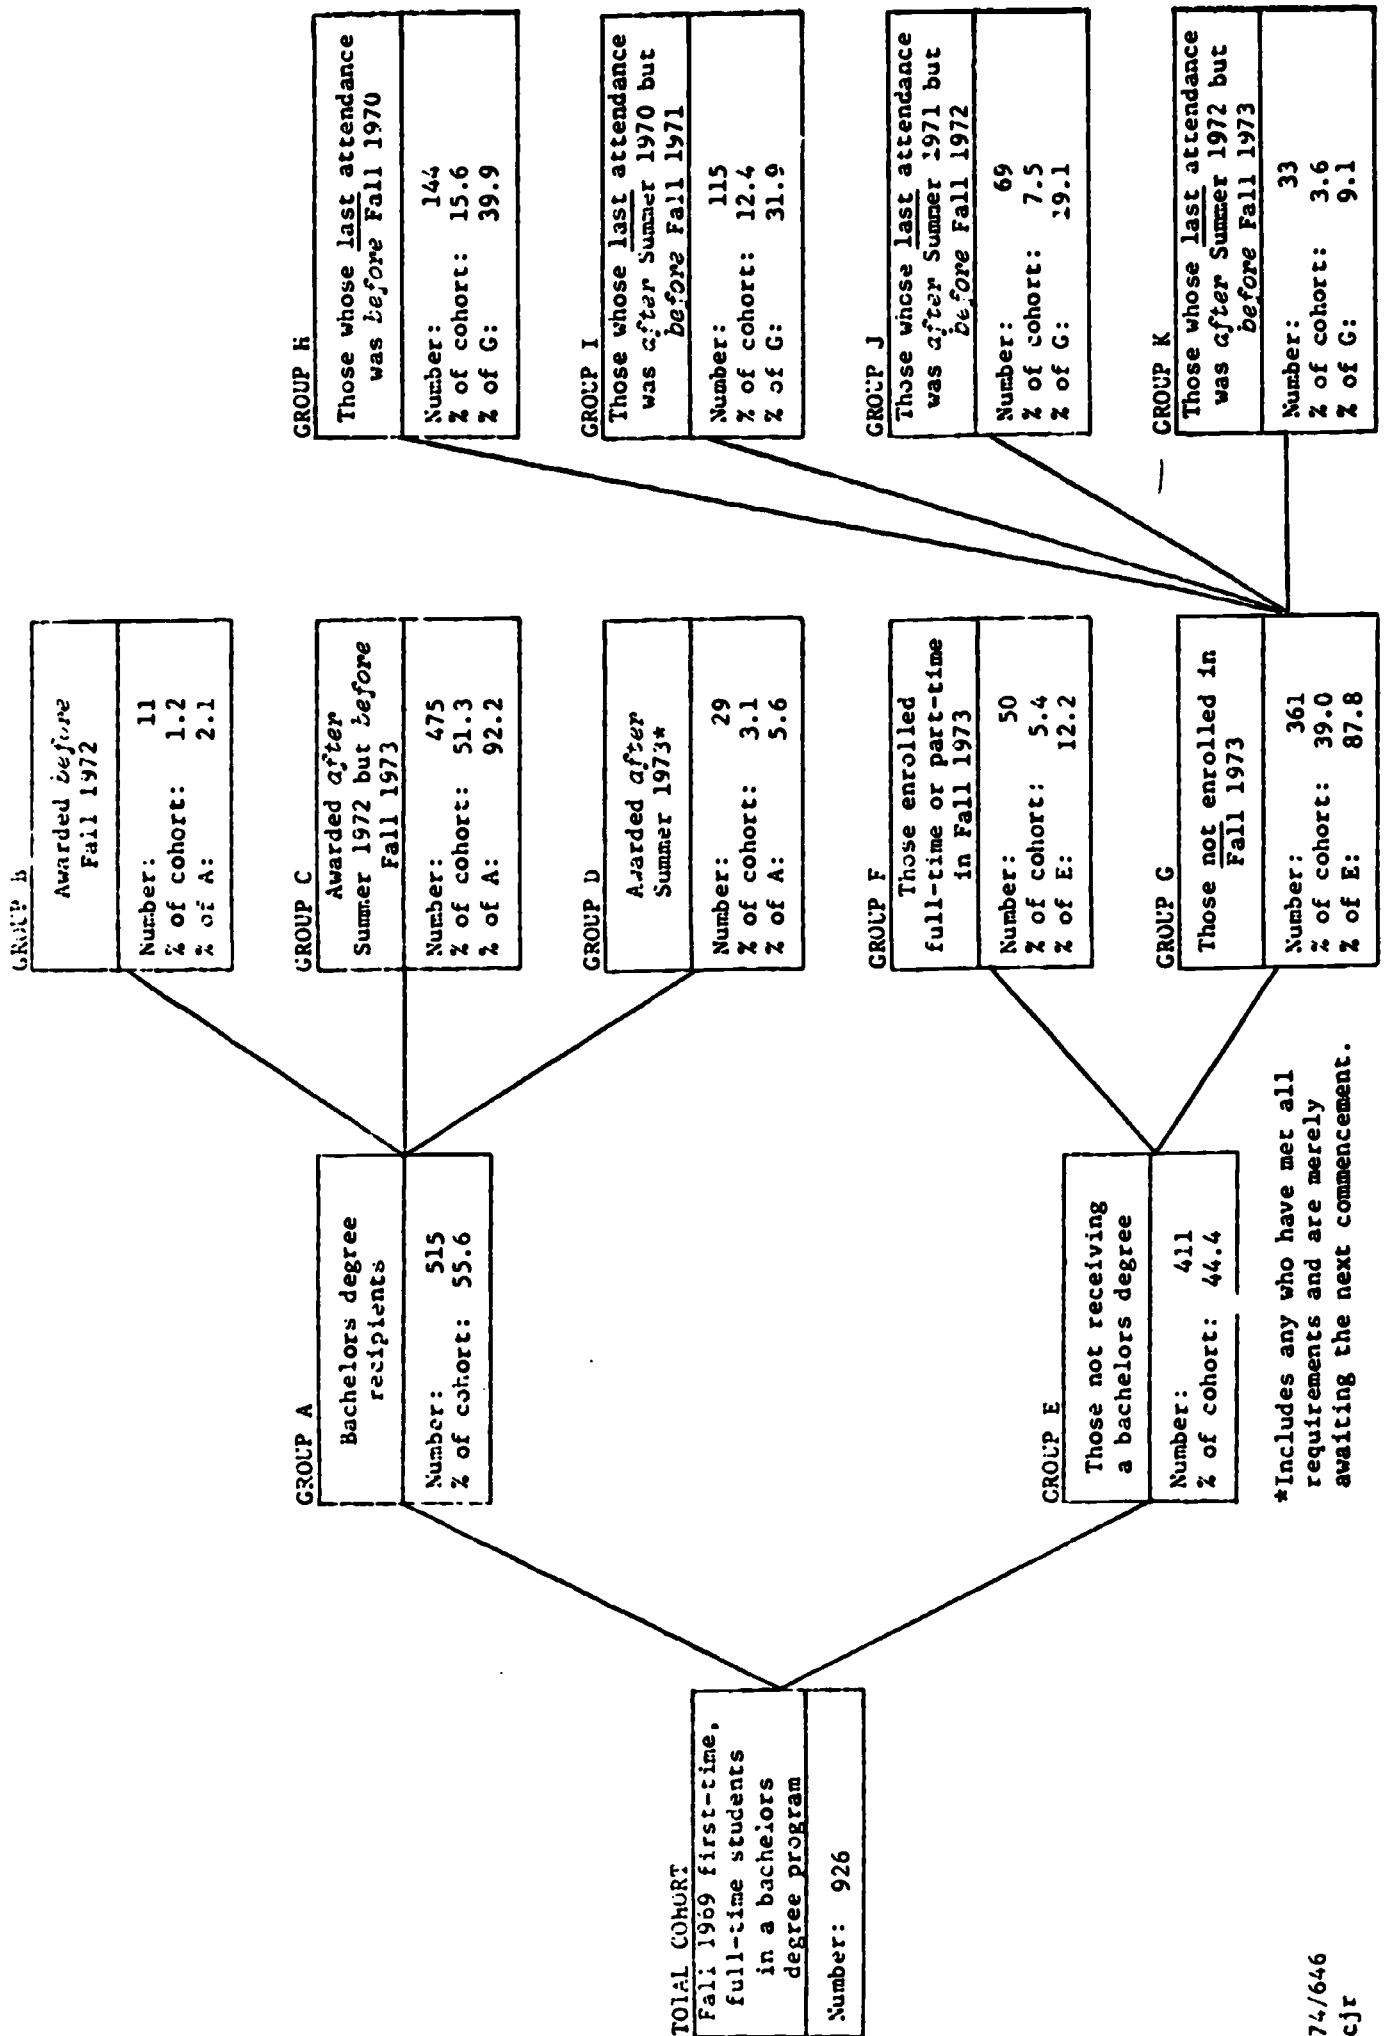 TOTAL COHORT
Fall 1969 first-time,
full-time students
in a bachelors
degree program
Number: 926
GROUP A
Bachelors degree
recipients
Number: 515
% of cohort: 55.6
GROUP E
Those not receiving
a bachelors degree
Number: 411
% of cohort: 44.4
*Includes any who have met all
requirements and are merely
awaiting the next commencement.
GROUP B
Awarded before
Fall 1972
Number: 11
% of cohort: 1.2
% of A: 2.1
GROUP C
Awarded after
Summer 1972 but before
Fall 1973
Number: 475
% of cohort: 51.3
% of A: 92.2
GROUP D
Awarded after
Summer 1973*
Number: 29
% of cohort: 3.1
% of A: 5.6
GROUP F
Those enrolled
full-time or part-time
in Fall 1973
Number: 50
% of cohort: 5.4
% of E: 12.2
GROUP G
Those not enrolled in
Fall 1973
Number: 361
% of cohort: 39.0
% of E: 87.8
GROUP H
Those whose last attendance
was before Fall 1970
Number: 144
% of cohort: 15.6
% of G: 39.9
GROUP I
Those whose last attendance
was after Summer 1970 but
before Fall 1971
Number: 115
% of cohort: 12.4
% of G: 31.9
GROUP J
Those whose last attendance
was after Summer 1971 but
before Fall 1972
Number: 69
% of cohort: 7.5
% of G: 19.1
GROUP K
Those whose last attendance
was after Summer 1972 but
before Fall 1973
Number: 33
% of cohort: 3.6
% of G: 9.1
74/646
cjr